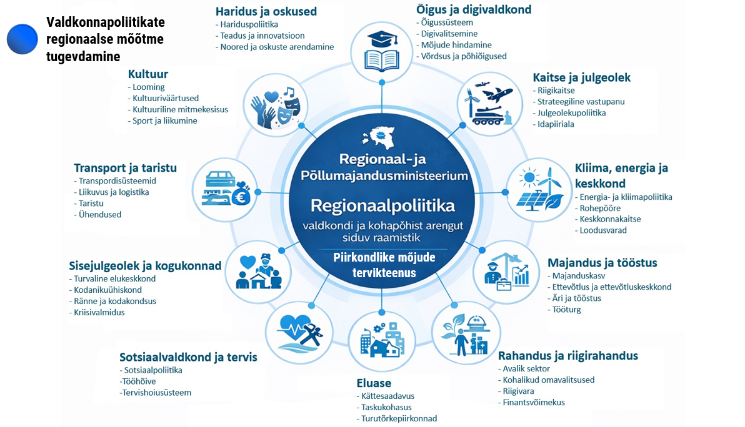 Valdkonnapoliitikate
regionaalse mõõtme
tugevdamine
Haridus ja oskused
- Hariduspoliitika
- Teadus ja innovatsioon
- Noored ja oskuste arendamine
Õigus ja digivaldkond
- Õigussüsteem
- Digivalitsemine
- Mõjude hindamine
- Võrdsus ja põhiõigused
Kultuur
- Looming
- Kultuuriväärtused
- Kultuuriline mitmekesisus
- Sport ja liikumine
Kaitse ja julgeolek
- Riigikaitse
- Strateegiline vastupanu
- Julgeolekupoliitika
- Idapiiriala
Transport ja taristu
- Transpordisüsteemid
- Liikuvus ja logistika
- Taristu
- Ühendused
Regionaal-ja
Põllumajandusministeerium
Regionaalpoliitika
valdkondi ja kohapõhist arengut
siduv raamistik
Piirkondlike mõjude
tervikteenus
Kliima, energia ja
keskkond
- Energia- ja kliimapoliitika
- Rohepööre
- Keskkonnakaitse
- Loodusvarad
Sisejulgeolek ja kogukonnad
- Turvaline elukeskkond
- Kodanikuühiskond
- Ränne ja kodakondsus
- Kriisivalmidus
Majandus ja tööstus
- Majanduskasv
- Ettevõtlus ja ettevõtluskeskkond
- Äri ja tööstus
- Tööturg
Sotsiaalvaldkond ja tervis
- Sotsiaalpoliitika
-Tööhõive
-Tervishoiusüsteem
Eluase
- Kättesaadavus
- Taskukohasus
- Turutõrkepiirkonnad
Rahandus ja riigirahandus
- Avalik sektor
- Kohalikud omavalitsused
- Riigivara
- Finantsvõimekus